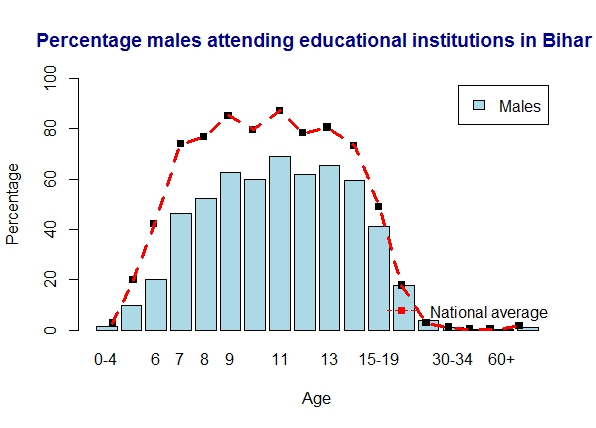 Percentage males attending educational institutions in Bihar
Males
Percentage
100
80
60
40
20
0
National average
0-4 6 7 8 9 11 13 15-19 30-34 60+
Age